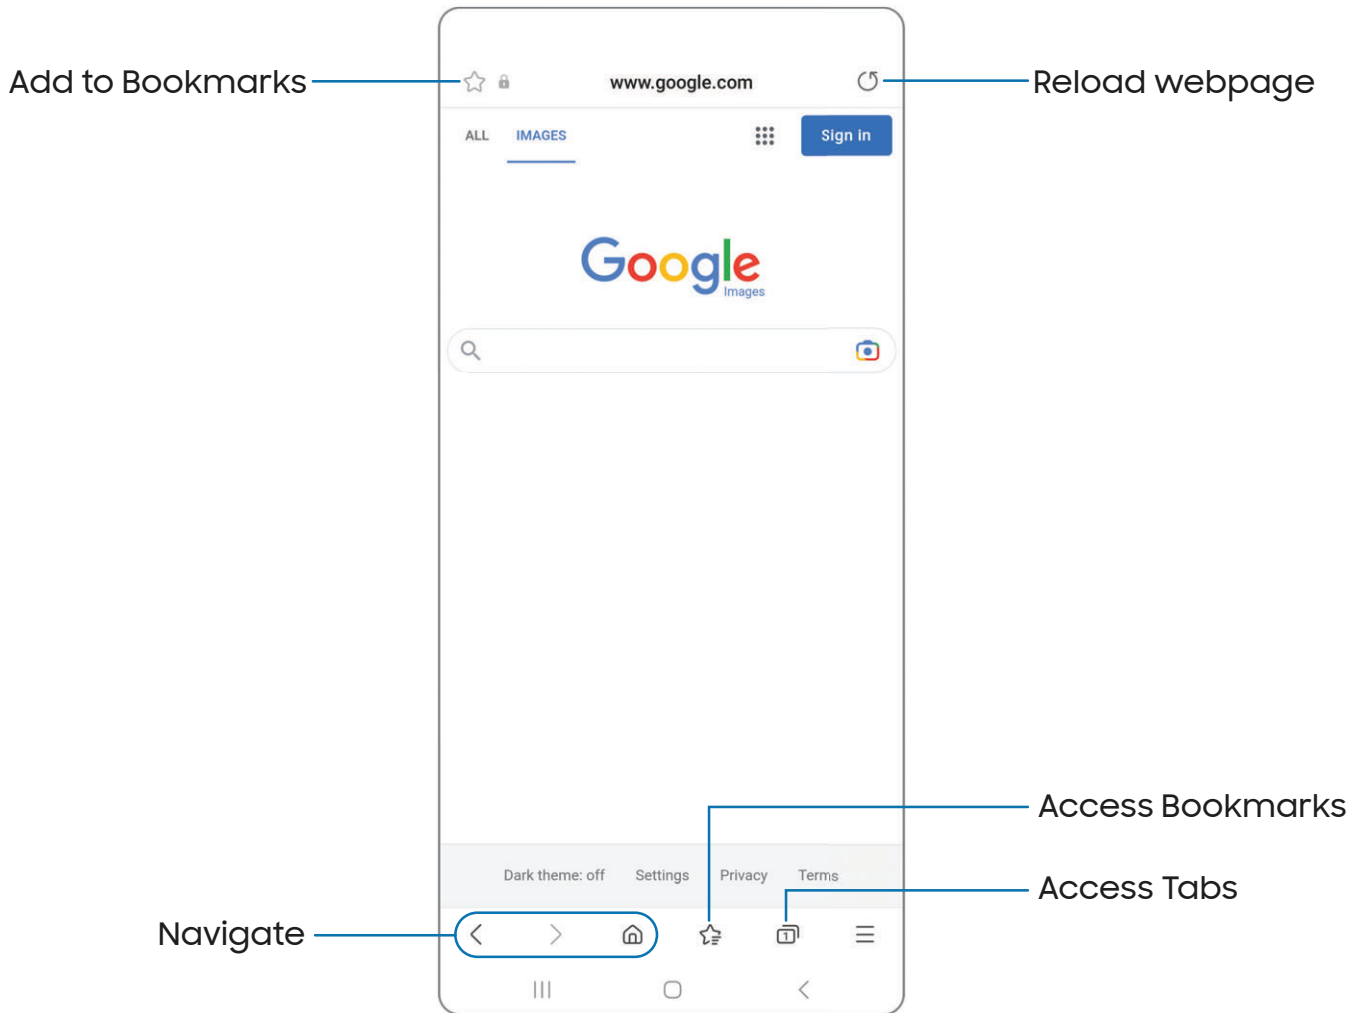 Add to Bookmarks
www.google.com
Reload webpage
ALL IMAGES
Sign in
Google
Images
Access Bookmarks
Dark theme: off Settings Privacy Terms
Access Tabs
Navigate
1